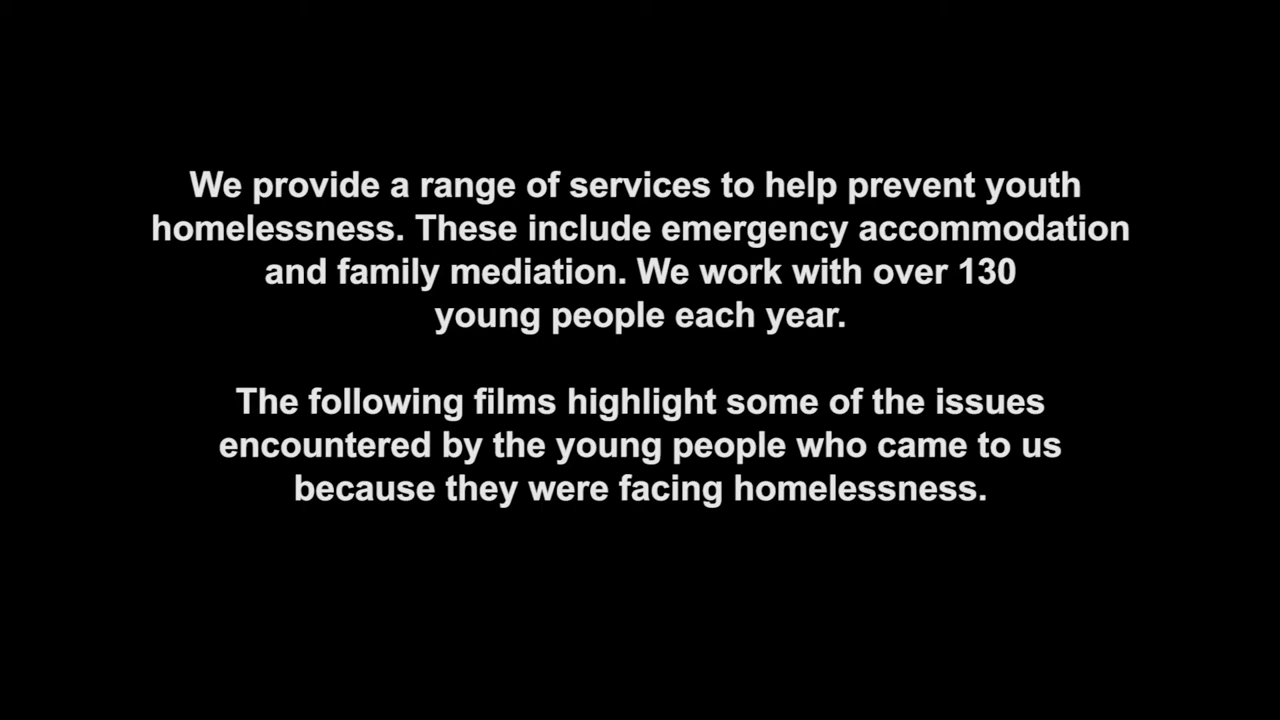 We provide a range of services to help prevent youth
homelessness. These include emergency accommodation
and family mediation. We work with over 130
young people each year.
The following films highlight some of the issues
encountered by the young people who came to us
because they were facing homelessness.